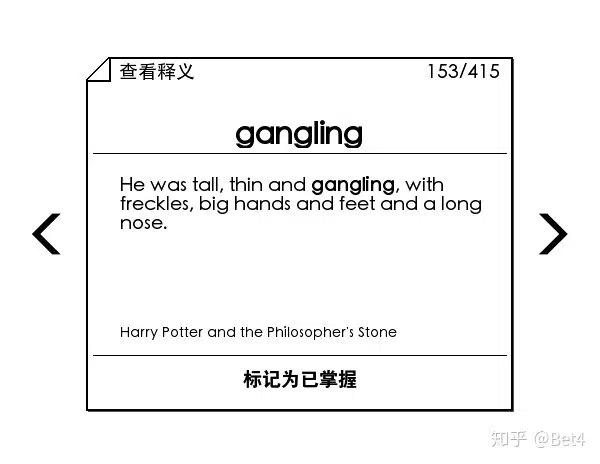 查看释义 153/415
gangling
He was tall, thin and gangling, with
freckles, big hands and feet and a long
nose.
Harry Potter and the Philosopher's Stone
标记为已掌握
知乎 @Bet4